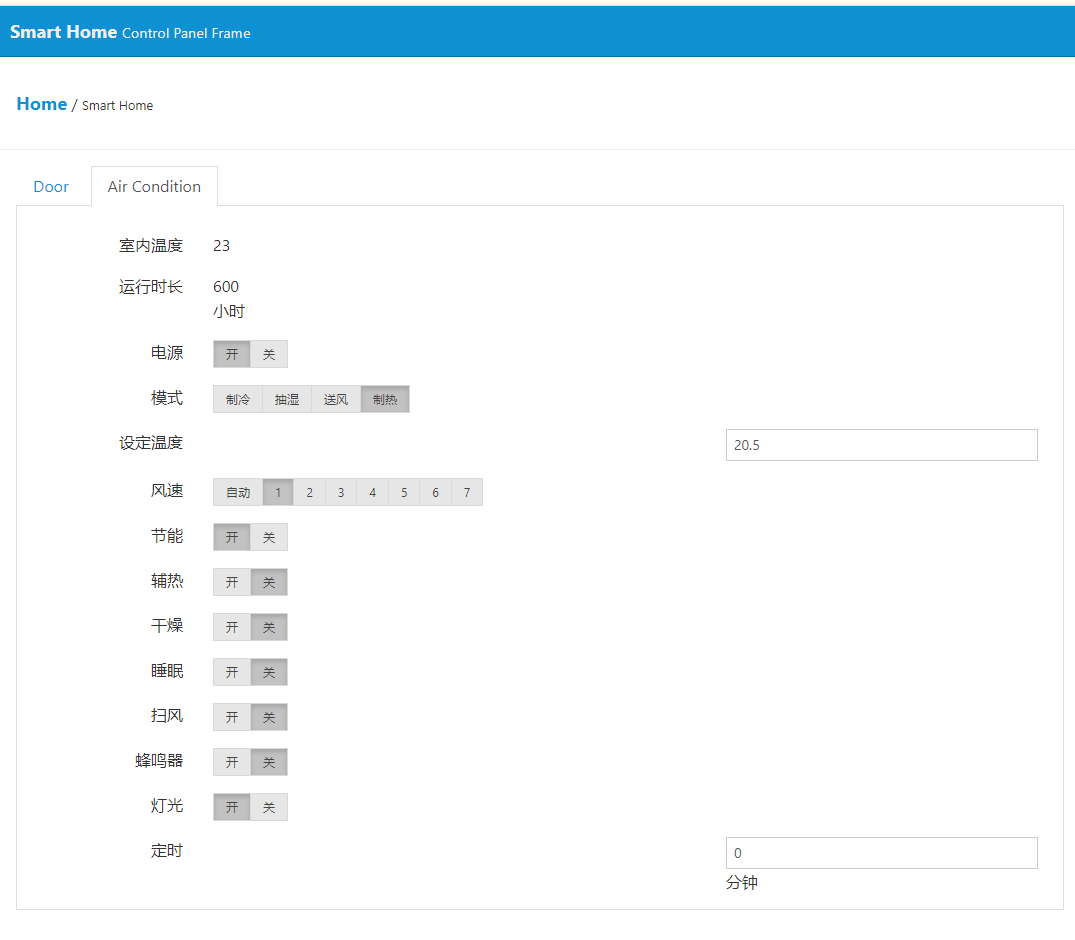 Smart Home Control Panel Frame
Home / Smart Home
Door Air Condition
室内温度 23
运行时长 600
小时
电源 开 关
模式 制冷 抽湿 送风 制热
设定温度 20.5
风速 自动 1 2 3 4 5 6 7
节能 开 关
辅热 开 关
干燥 开 关
睡眠 开 关
扫风 开 关
蜂鸣器 开 关
灯光 开 关
定时 0
分钟